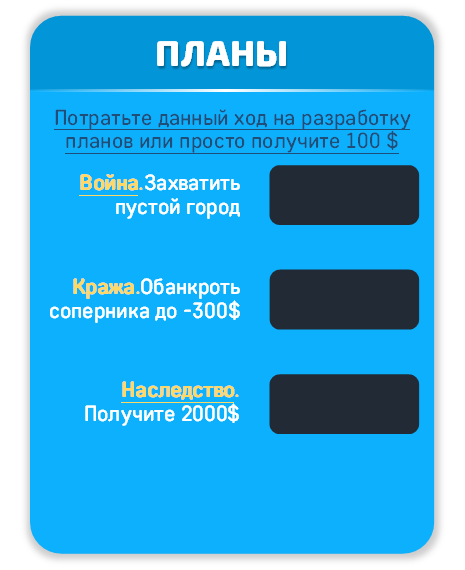 ПЛАНЫ
Потратьте данный ход на разработку
планов или просто получите 100 $
Война.Захватить
пустой город
Кража.Обанкроть
соперника до -300$
Наследство.
Получите 2000$